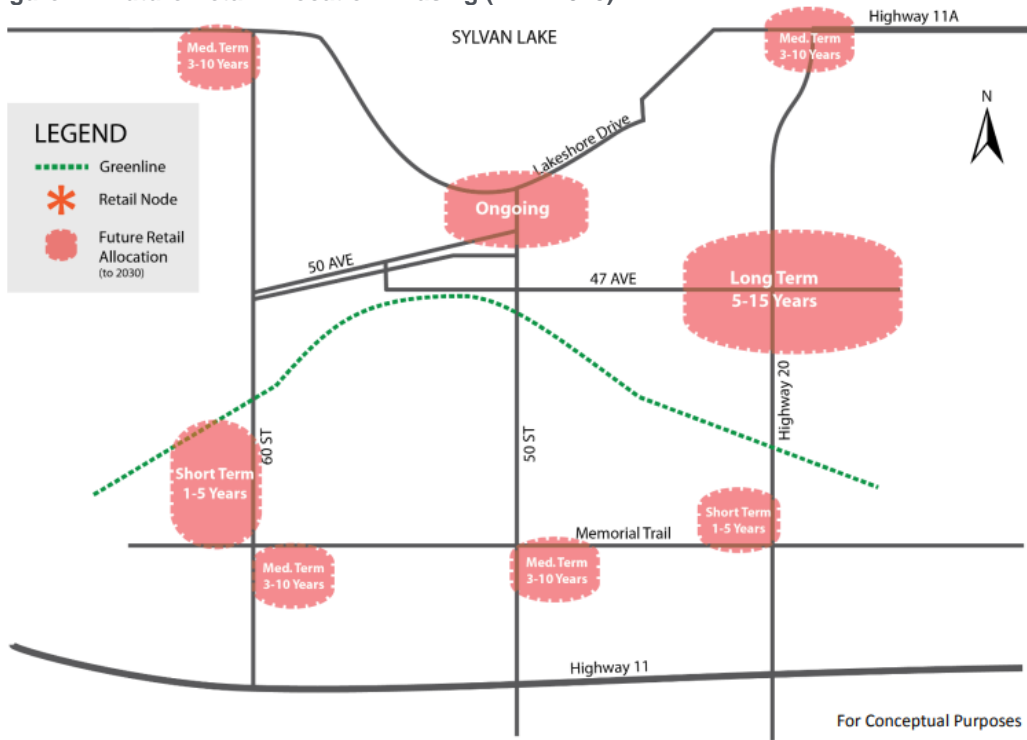 Highway 11A
SYLVAN LAKE
Med. Term
3-10 Years
Med. Term
3-10 Years
N
LEGEND
Greenline
Retail Node
Future Retail
Allocation
(to 2030)
Lakeshore Drive
Ongoing
50 AVE
47 AVE
Long Term
5-15 Years
Highway 20
60 ST
50 ST
Short Term
1-5 Years
Short Term
1-5 Years
Memorial Trail
Med. Term
3-10 Years
Med. Term
3-10 Years
Highway 11
For Conceptual Purposes